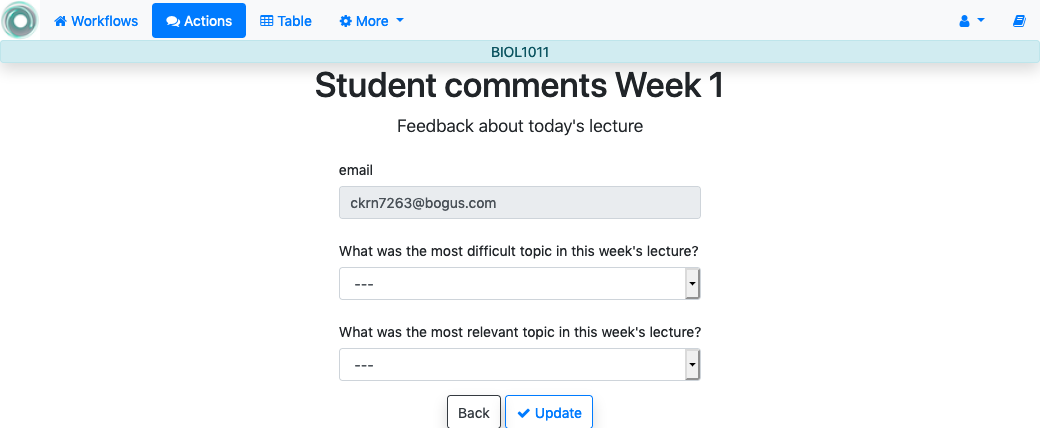 Workflows Actions Table More
BIOL1011
Student comments Week 1
Feedback about today's lecture
email
ckrn7263@bogus.com
What was the most difficult topic in this week's lecture?
---
What was the most relevant topic in this week's lecture?
---
Back Update